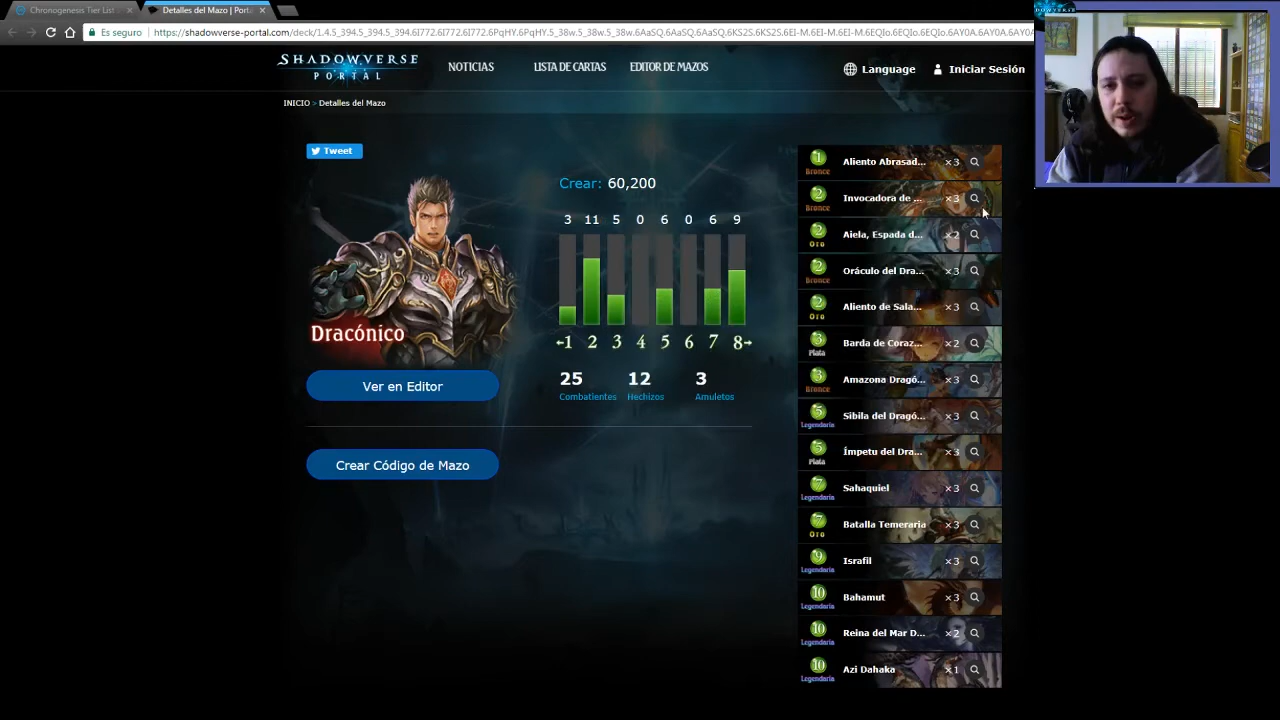 Chronogenesis Tier List
Detalles del Mazo | Port
Es seguro
https://shadowverse-portal.com/deck/1.4.5_394.5_394.5_394.6I772.6I772.6I772.6PqHY.6PqHY.5_38w.5_38w.5_38w.6AaSQ.6AaSQ.6AaSQ.6KS2S.6KS2S.6EI-M.6EI-M.6EI-M.6EQIo.6EQIo.6EQIo.6AY0A.6AY0A.6AY0
SHADOWVERSE
PORTAL
NOTICIAS
LISTA DE CARTAS
EDITOR DE MAZOS
Language
Iniciar Sesión
INICIO > Detalles del Mazo
Tweet
Crear: 60,200
3 11 5 0 6 0 6 9
←1 2 3 4 5 6 7 8→
Dracónico
25 12 3
Combatientes Hechizos Amuletos
Ver en Editor
Crear Código de Mazo
1 Bronce Aliento Abrasad... ×3
2 Bronce Invocadora de ... ×3
2 Oro Aiela, Espada d... ×2
2 Bronce Oráculo del Dra... ×3
2 Oro Aliento de Sala... ×3
3 Plata Barda de Coraz... ×2
3 Bronce Amazona Dragó... ×3
5 Legendaria Sibila del Dragó... ×3
5 Plata Ímpetu del Dra... ×3
7 Legendaria Sahaquiel ×3
7 Oro Batalla Temeraria ×3
9 Legendaria Israfil ×3
10 Legendaria Bahamut ×3
10 Legendaria Reina del Mar D... ×2
10 Legendaria Azi Dahaka ×1